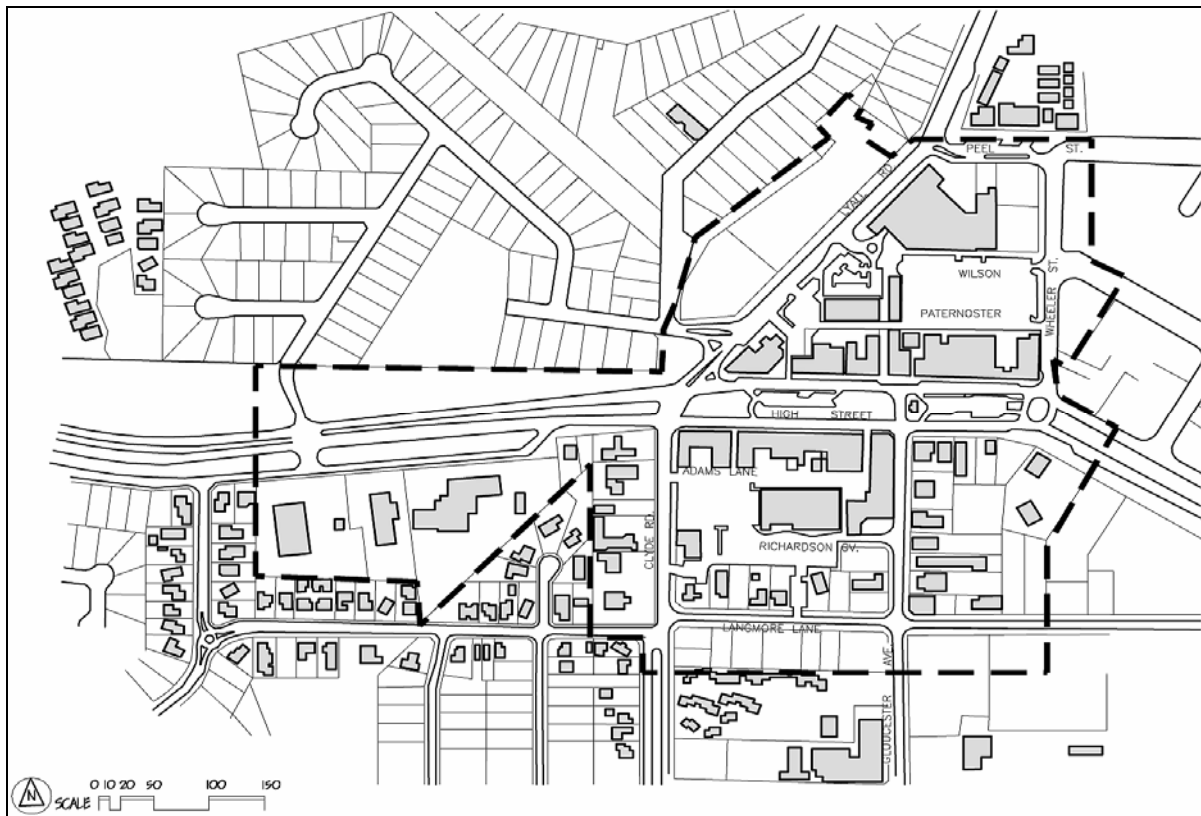 PEEL ST.
LYALL RD.
WILSON
WHEELER ST.
PATERNOSTER
HIGH STREET
ADAMS LANE
CLYDE RD.
RICHARDSON GV.
LANGMORE LANE
GLOUCESTER AVE.
N
SCALE 0 10 20 50 100 150